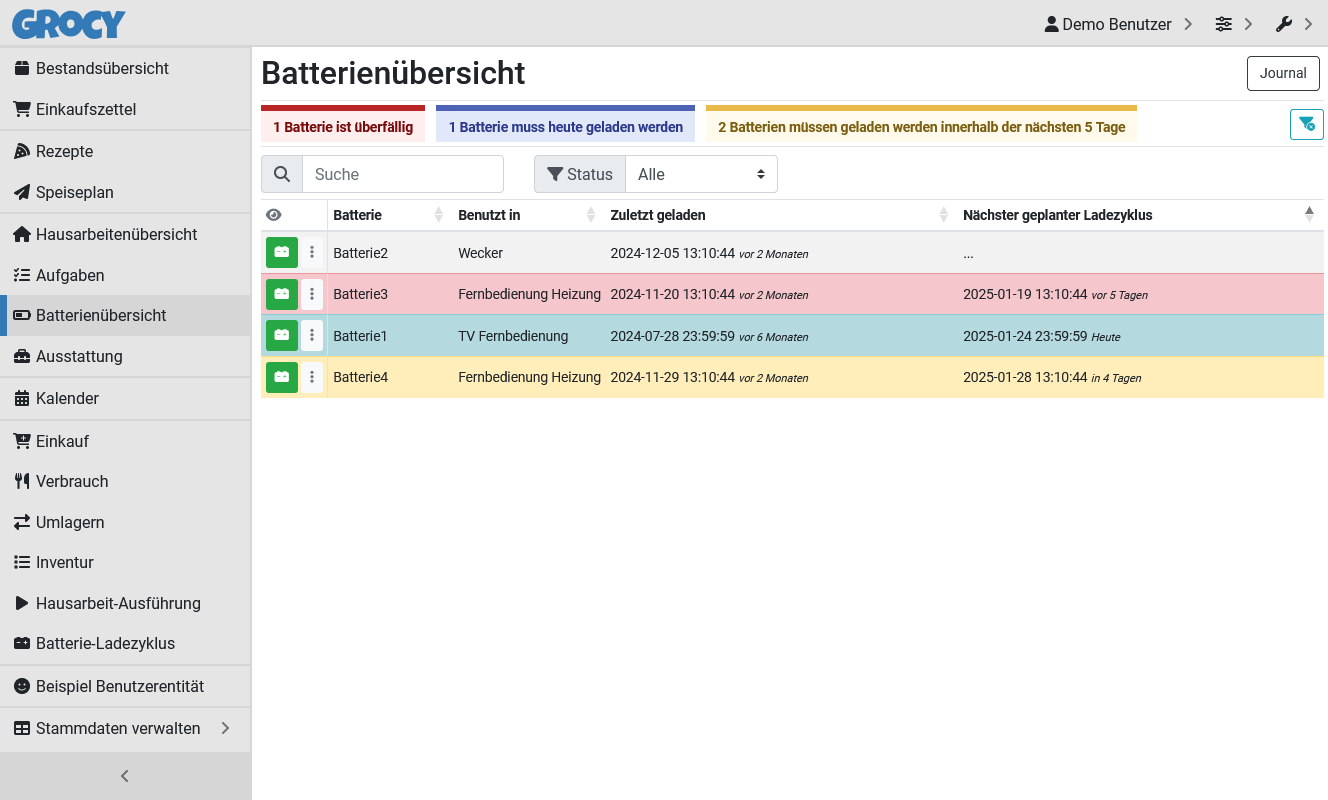 GROCY
Demo Benutzer
Bestandsübersicht
Einkaufszettel
Rezepte
Speiseplan
Hausarbeitenübersicht
Aufgaben
Batterienübersicht
Ausstattung
Kalender
Einkauf
Verbrauch
Umlagern
Inventur
Hausarbeit-Ausführung
Batterie-Ladezyklus
Beispiel Benutzerentität
Stammdaten verwalten
Batterienübersicht
Journal
1 Batterie ist überfällig
1 Batterie muss heute geladen werden
2 Batterien müssen geladen werden innerhalb der nächsten 5 Tage
Suche
Status
Alle
Batterie Benutzt in Zuletzt geladen Nächster geplanter Ladezyklus
Batterie2 Wecker 2024-12-05 13:10:44 vor 2 Monaten ...
Batterie3 Fernbedienung Heizung 2024-11-20 13:10:44 vor 2 Monaten 2025-01-19 13:10:44 vor 5 Tagen
Batterie1 TV Fernbedienung 2024-07-28 23:59:59 vor 6 Monaten 2025-01-24 23:59:59 Heute
Batterie4 Fernbedienung Heizung 2024-11-29 13:10:44 vor 2 Monaten 2025-01-28 13:10:44 in 4 Tagen